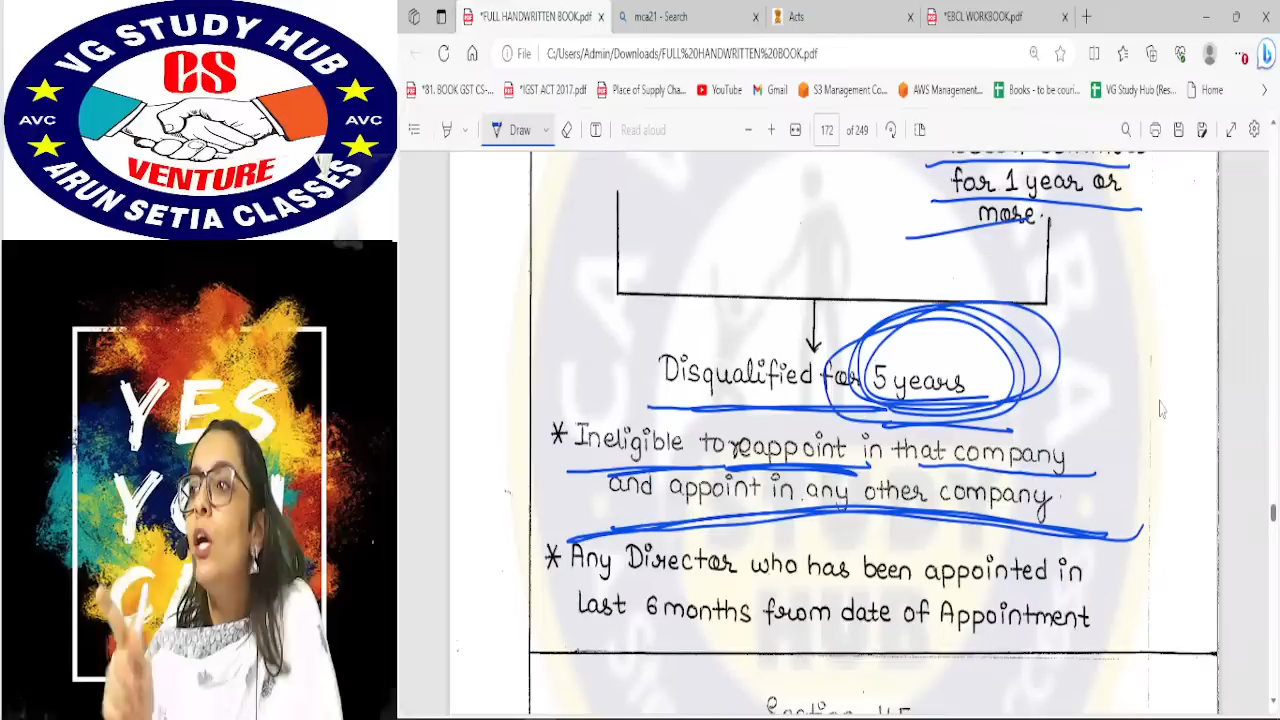 VG STUDY HUB
CS
AVC
AVC
VENTURE
ARUN SETIA CLASSES
YES
*FULL HANDWRITTEN BOOK.pdf
mca21 - Search
Acts
*EBCL WORKBOOK.pdf
File
C:/Users/Admin/Downloads/FULL%20HANDWRITTEN%20BOOK.pdf
*81. BOOK GST CS-...
*IGST ACT 2017.pdf
Place of Supply Cha...
YouTube
Gmail
S3 Management Co...
AWS Management...
Books - to be couri...
VG Study Hub (Res...
Home
Draw
Read aloud
172
of 249
for 1 year or
more.
Disqualified for 5 years
* Ineligible to reappoint in that company
and appoint in any other company.
* Any Director who has been appointed in
last 6 months from date of Appointment